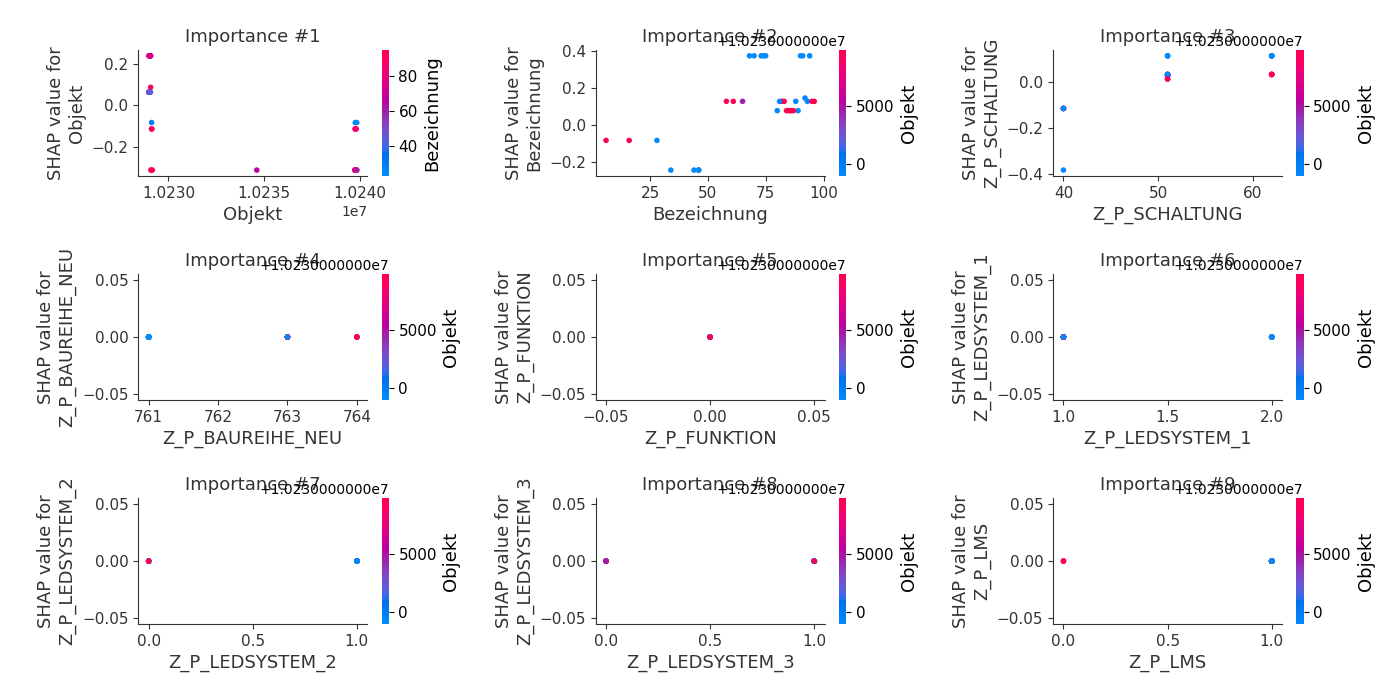 Importance #1
SHAP value for
Objekt
0.2
0.0
−0.2
1.0230
1.0235
1.0240
1e7
Objekt
80
60
40
Bezeichnung
Importance #2
+1.0230000000e7
SHAP value for
Bezeichnung
0.4
0.2
0.0
−0.2
25
50
75
100
Bezeichnung
5000
0
Objekt
Importance #3
+1.0230000000e7
SHAP value for
Z_P_SCHALTUNG
0.0
−0.2
−0.4
40
50
60
Z_P_SCHALTUNG
5000
0
Objekt
Importance #4
+1.0230000000e7
SHAP value for
Z_P_BAUREIHE_NEU
0.05
0.00
−0.05
761
762
763
764
Z_P_BAUREIHE_NEU
5000
0
Objekt
Importance #5
+1.0230000000e7
SHAP value for
Z_P_FUNKTION
0.05
0.00
−0.05
−0.05
0.00
0.05
Z_P_FUNKTION
5000
0
Objekt
Importance #6
+1.0230000000e7
SHAP value for
Z_P_LEDSYSTEM_1
0.05
0.00
−0.05
1.0
1.5
2.0
Z_P_LEDSYSTEM_1
5000
0
Objekt
Importance #7
+1.0230000000e7
SHAP value for
Z_P_LEDSYSTEM_2
0.05
0.00
−0.05
0.0
0.5
1.0
Z_P_LEDSYSTEM_2
5000
0
Objekt
Importance #8
+1.0230000000e7
SHAP value for
Z_P_LEDSYSTEM_3
0.05
0.00
−0.05
0.0
0.5
1.0
Z_P_LEDSYSTEM_3
5000
0
Objekt
Importance #9
+1.0230000000e7
SHAP value for
Z_P_LMS
0.05
0.00
−0.05
0.0
0.5
1.0
Z_P_LMS
5000
0
Objekt